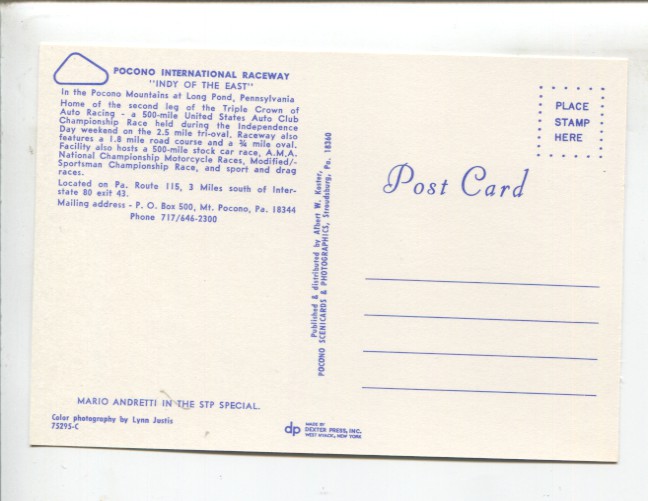 POCONO INTERNATIONAL RACEWAY
"INDY OF THE EAST"
In the Pocono Mountains at Long Pond, Pennsylvania
Home of the second leg of the Triple Crown of
Auto Racing - a 500-mile United States Auto Club
Championship Race held during the Independence
Day weekend on the 2.5 mile tri-oval. Raceway also
features a 1.8 mile road course and a ¾ mile oval.
Facility also hosts a 500-mile stock car race, A.M.A.
National Championship Motorcycle Races, Modified/-
Sportsman Championship Race, and sport and drag
races.
Located on Pa. Route 115, 3 Miles south of Inter-
state 80 exit 43.
Mailing address - P. O. Box 500, Mt. Pocono, Pa. 18344
Phone 717/646-2300
MARIO ANDRETTI IN THE STP SPECIAL.
Color photography by Lynn Justis
75295-C
Published & distributed by Albert W. Koster,
POCONO SCENICARDS & PHOTOGRAPHICS, Stroudsburg, Pa. 18360
dp
MADE BY
DEXTER PRESS, INC.
WEST NYACK, NEW YORK
PLACE
STAMP
HERE
Post Card